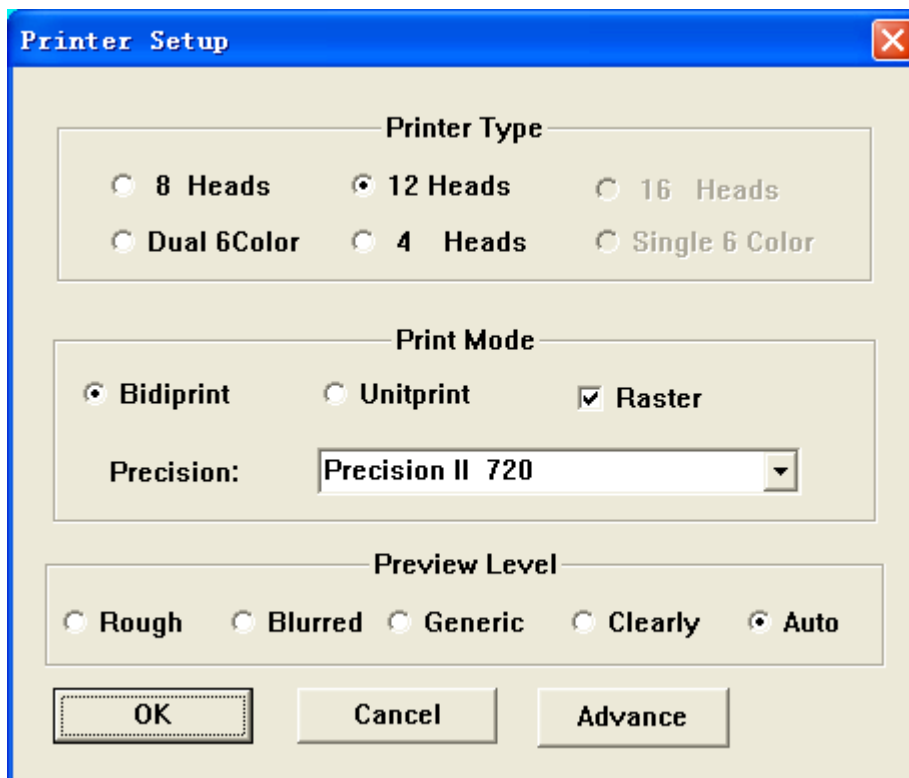 Printer Setup
Printer Type
8 Heads 12 Heads 16 Heads
Dual 6Color 4 Heads Single 6 Color
Print Mode
Bidiprint Unitprint Raster
Precision: Precision II 720
Preview Level
Rough Blurred Generic Clearly Auto
OK Cancel Advance